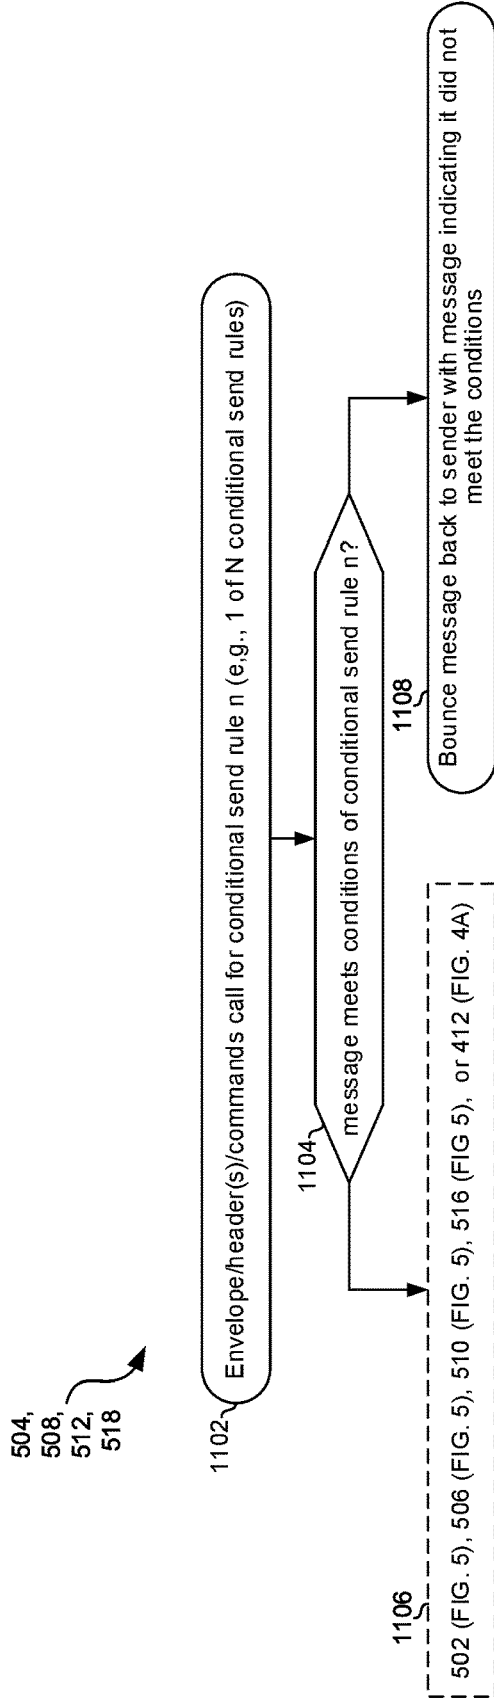 504,
508,
512,
518
1102
Envelope/header(s)/commands call for conditional send rule n (e,g., 1 of N conditional send rules)
1104
message meets conditions of conditional send rule n?
1106
502 (FIG. 5), 506 (FIG. 5), 510 (FIG. 5), 516 (FIG 5), or 412 (FIG. 4A)
1108
Bounce message back to sender with message indicating it did not
meet the conditions